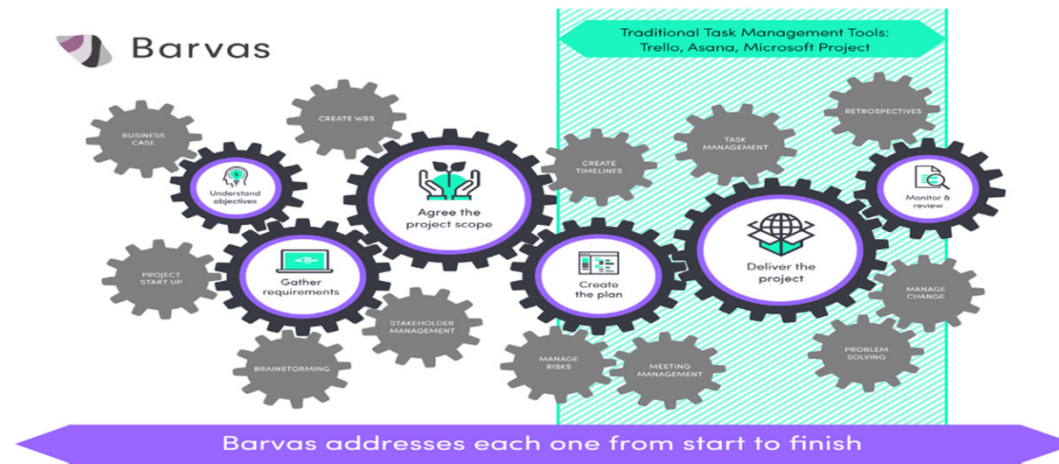 Barvas
Traditional Task Management Tools:
Trello, Asana, Microsoft Project
BUSINESS
CASE
CREATE WBS
CREATE
TIMELINES
TASK
MANAGEMENT
RETROSPECTIVES
Understand
objectives
Agree the
project scope
Monitor &
review
PROJECT
START UP
Gather
requirements
Create
the plan
Deliver the
project
STAKEHOLDER
MANAGEMENT
MANAGE
CHANGE
BRAINSTORMING
MANAGE
RISKS
MEETING
MANAGEMENT
PROBLEM
SOLVING
Barvas addresses each one from start to finish